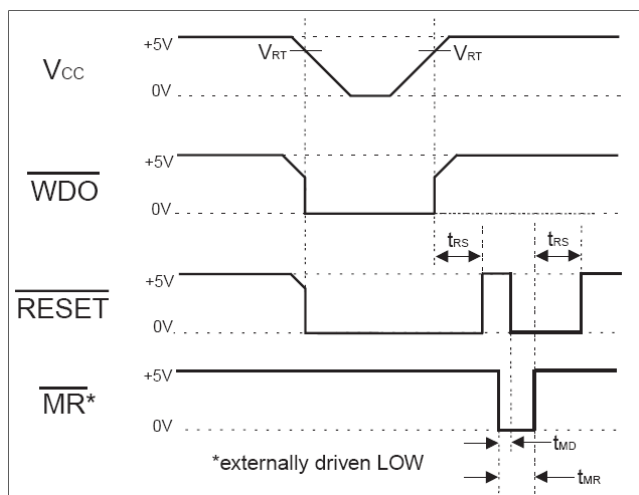 +5V
VRT
VRT
VCC
0V
+5V
WDO
0V
tRS
tRS
+5V
RESET
0V
+5V
MR*
0V
tMD
*externally driven LOW
tMR